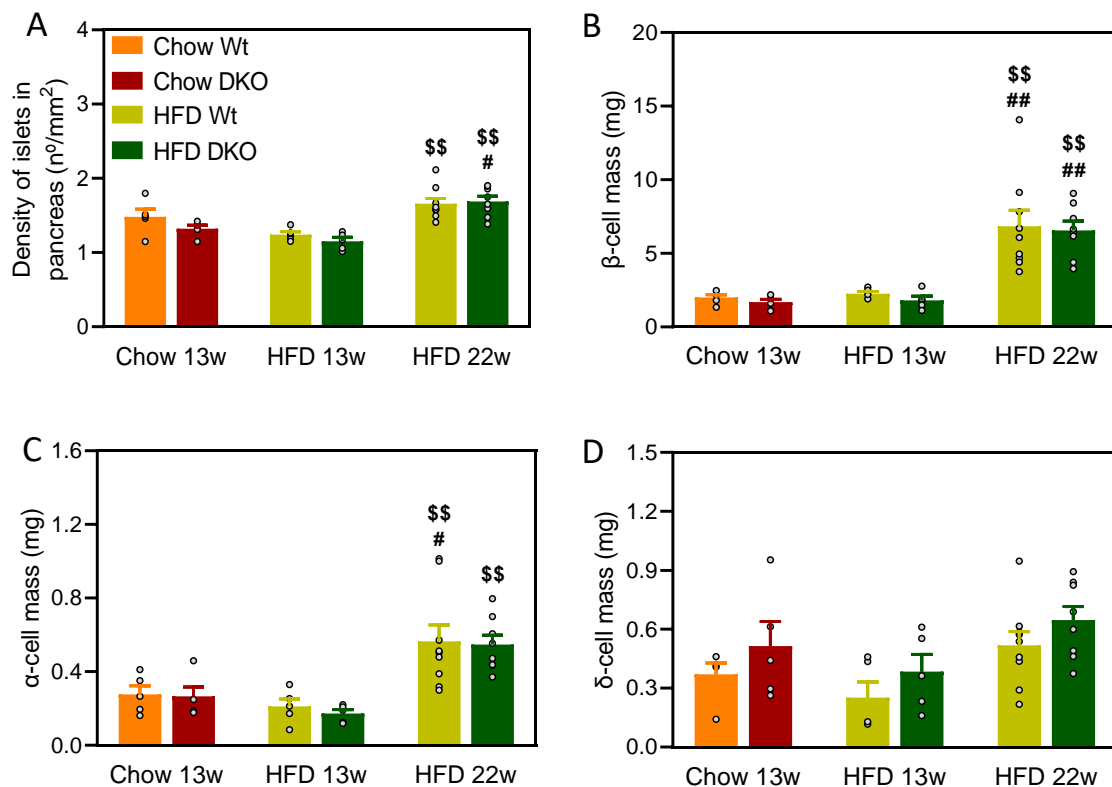 A
Density of islets in
pancreas (nº/mm²)
4
3
2
1
0
Chow Wt
Chow DKO
HFD Wt
HFD DKO
$$
$$
#
Chow 13w HFD 13w HFD 22w
B
β-cell mass (mg)
20
15
10
5
0
$$
##
$$
##
Chow 13w HFD 13w HFD 22w
C
α-cell mass (mg)
1.6
1.2
0.8
0.4
0.0
$$
#
$$
Chow 13w HFD 13w HFD 22w
D
δ-cell mass (mg)
1.5
1.2
0.9
0.6
0.3
0.0
Chow 13w HFD 13w HFD 22w